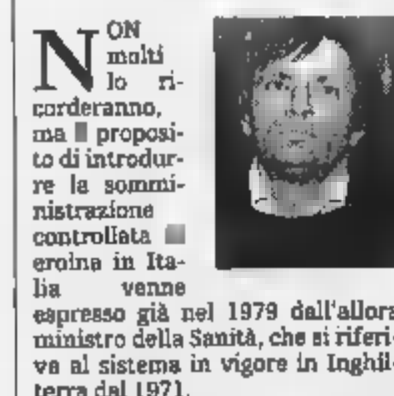 NON
molti
lo ri-
corderanno,
ma proposi-
to di introdur-
re la sommi-
nistrazione
controllata
eroina in Ita-
lia venne
espresso già nel 1979 dall'allora
ministro della Sanità, che si riferi-
va al sistema in vigore in Inghil-
terra dal 1971.